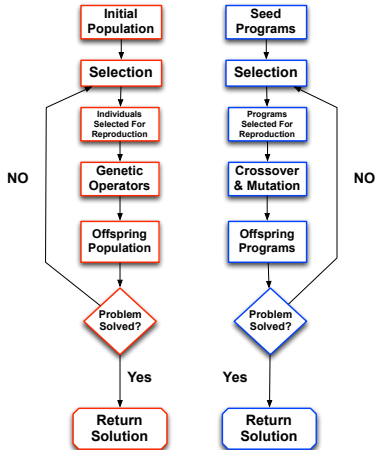 Initial
Population
Selection
Individuals
Selected For
Reproduction
NO
Genetic
Operators
Offspring
Population
Problem
Solved?
Yes
Return
Solution
Seed
Programs
Selection
Programs
Selected For
Reproduction
NO
Crossover
& Mutation
Offspring
Programs
Problem
Solved?
Yes
Return
Solution